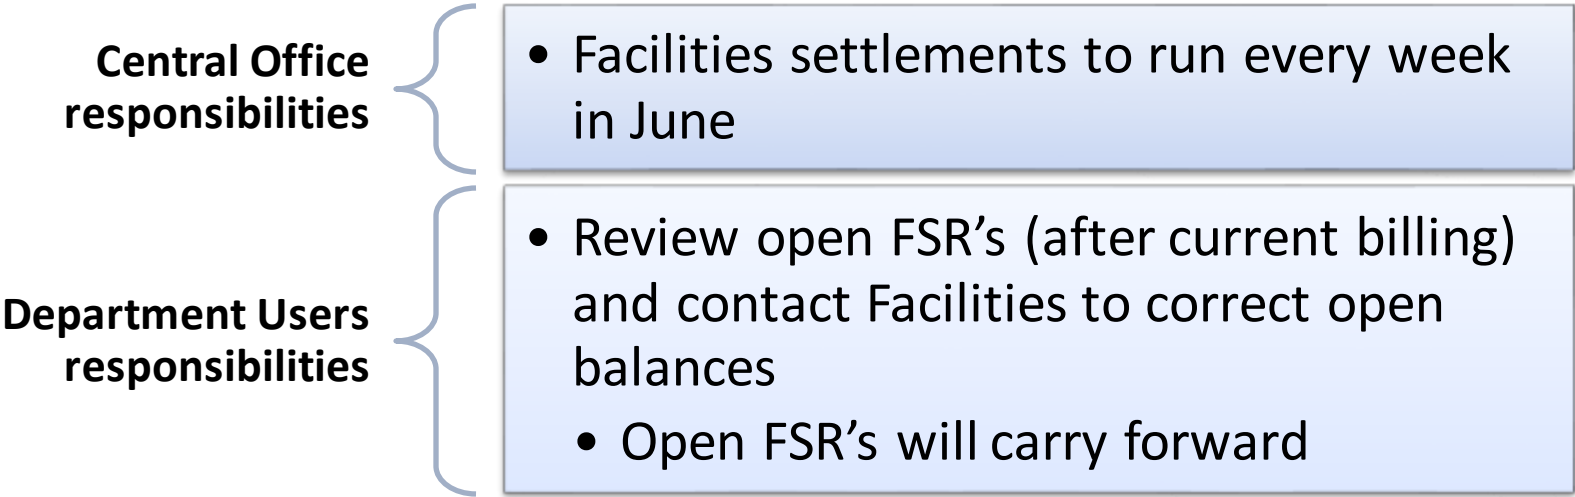 Central Office
responsibilities
• Facilities settlements to run every week
in June
Department Users
responsibilities
• Review open FSR’s (after current billing)
and contact Facilities to correct open
balances
• Open FSR’s will carry forward